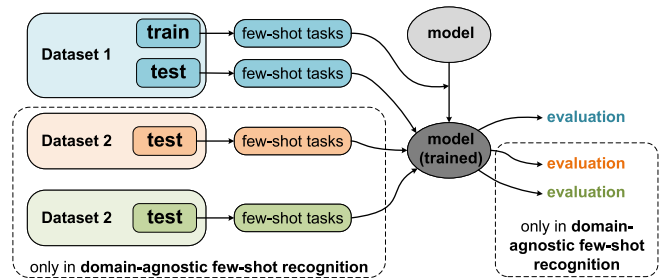 Dataset 1
train
few-shot tasks
model
test
few-shot tasks
Dataset 2
test
few-shot tasks
model
(trained)
evaluation
evaluation
evaluation
Dataset 2
test
few-shot tasks
only in domain-agnostic few-shot recognition
only in domain-
agnostic few-shot
recognition